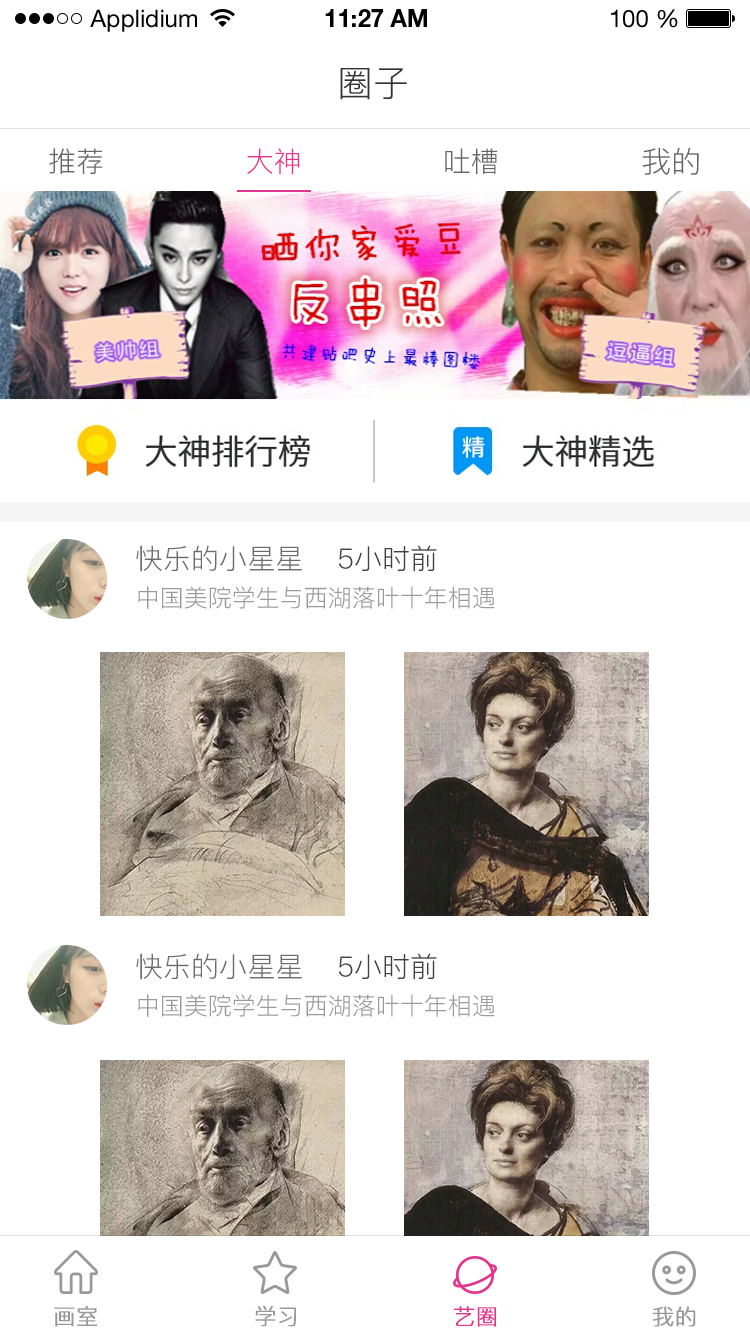 Applidium 11:27 AM 100 %
圈子
推荐 大神 吐槽 我的
晒你家爱豆
反串照
共建贴吧史上最棒图楼
美帅组
逗逼组
大神排行榜 精 大神精选
快乐的小星星 5小时前
中国美院学生与西湖落叶十年相遇
快乐的小星星 5小时前
中国美院学生与西湖落叶十年相遇
画室 学习 艺圈 我的